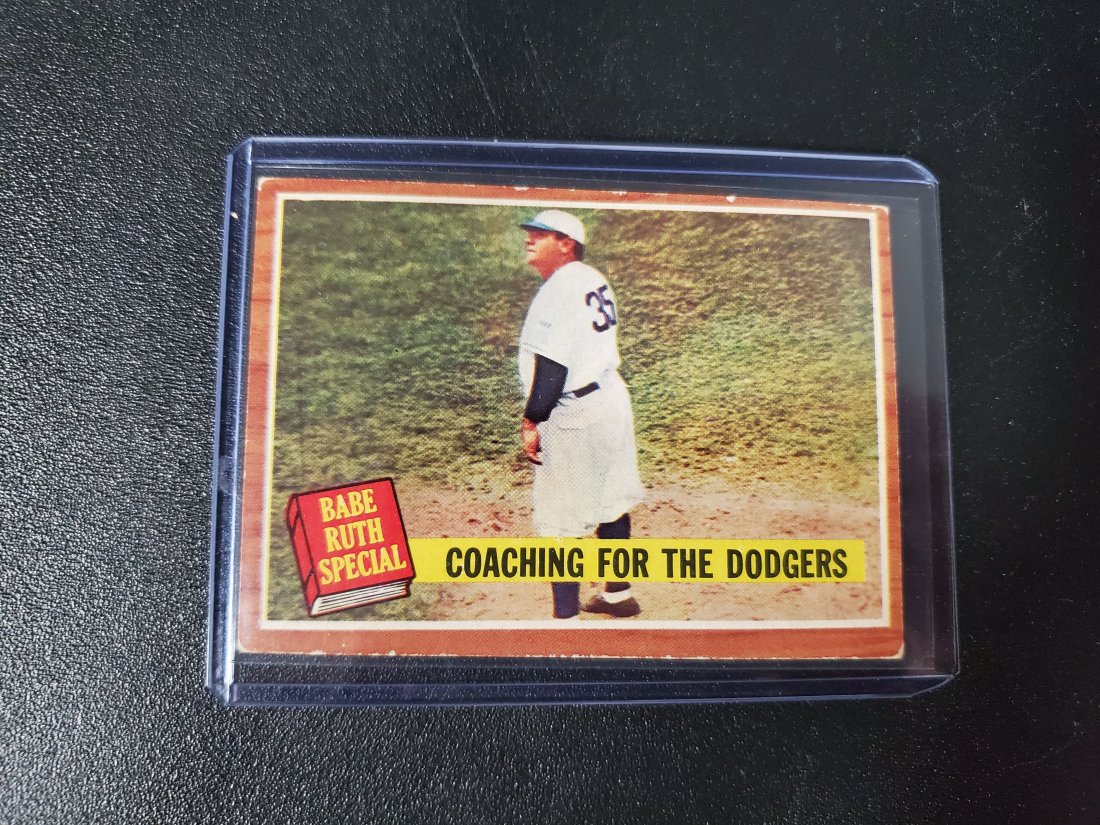 35
BABE
RUTH
SPECIAL
COACHING FOR THE DODGERS